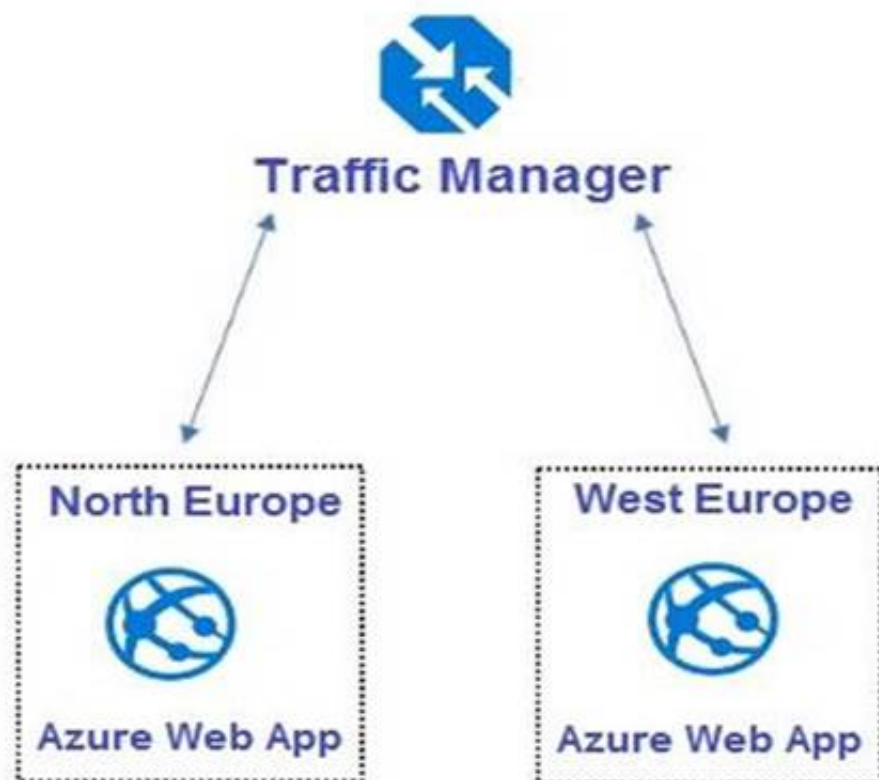 Traffic Manager
North Europe
Azure Web App
West Europe
Azure Web App